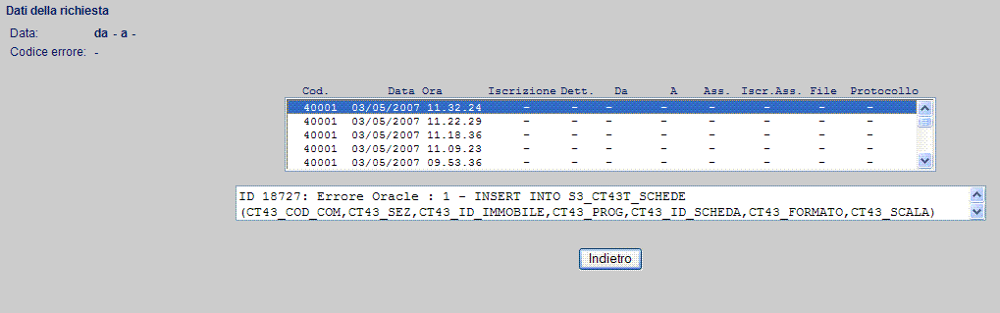 Dati della richiesta
Data: da - a -
Codice errore: -
Cod. Data Ora Iscrizione Dett. Da A Ass. Iscr.Ass. File Protocollo
40001 03/05/2007 11.32.24 - - - - - - - -
40001 03/05/2007 11.22.29 - - - - - - - -
40001 03/05/2007 11.18.36 - - - - - - - -
40001 03/05/2007 11.09.23 - - - - - - - -
40001 03/05/2007 09.53.36 - - - - - - - -
ID 18727: Errore Oracle : 1 - INSERT INTO S3_CT43T_SCHEDE
(CT43_COD_COM,CT43_SEZ,CT43_ID_IMMOBILE,CT43_PROG,CT43_ID_SCHEDA,CT43_FORMATO,CT43_SCALA)
Indietro